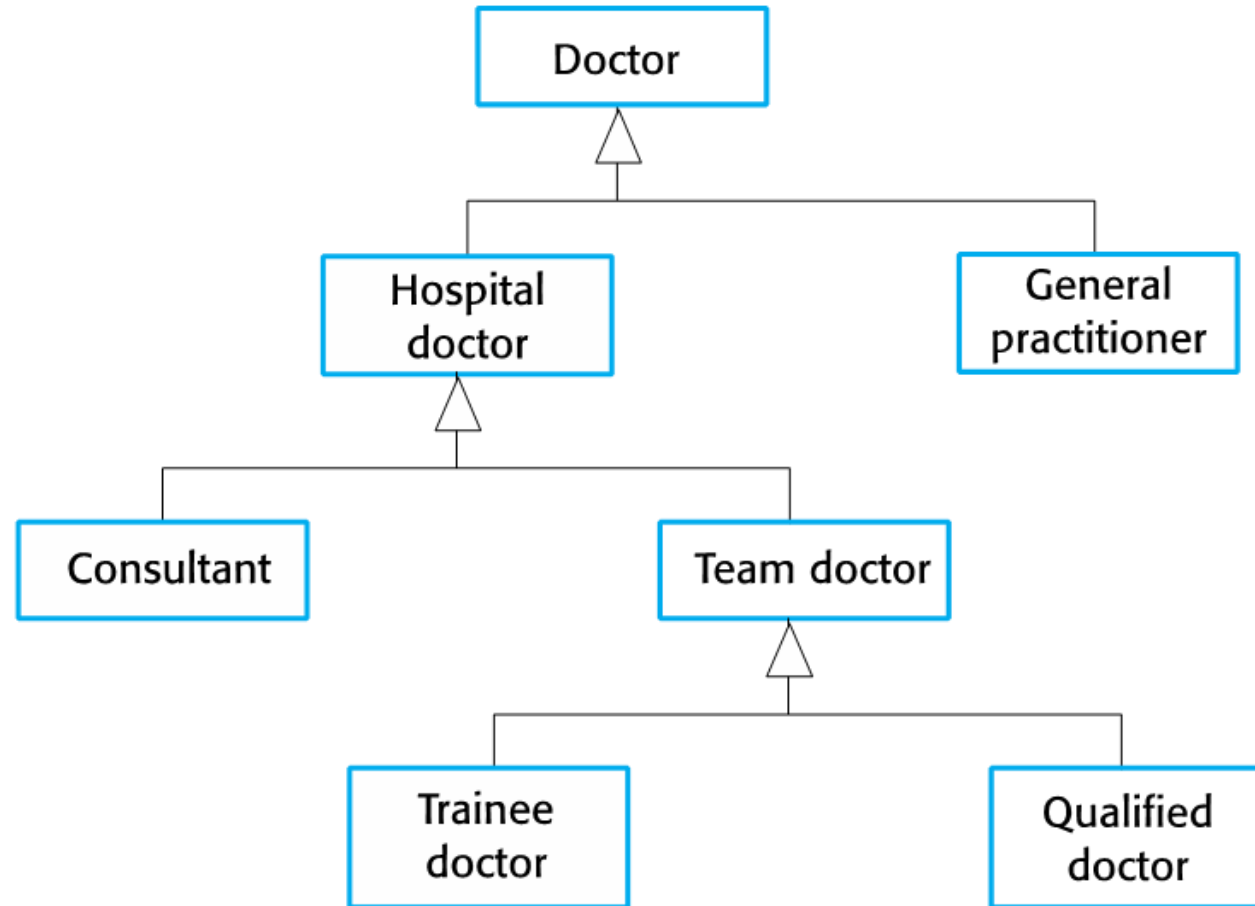 Doctor
Hospital
doctor
General
practitioner
Consultant
Team doctor
Trainee
doctor
Qualified
doctor